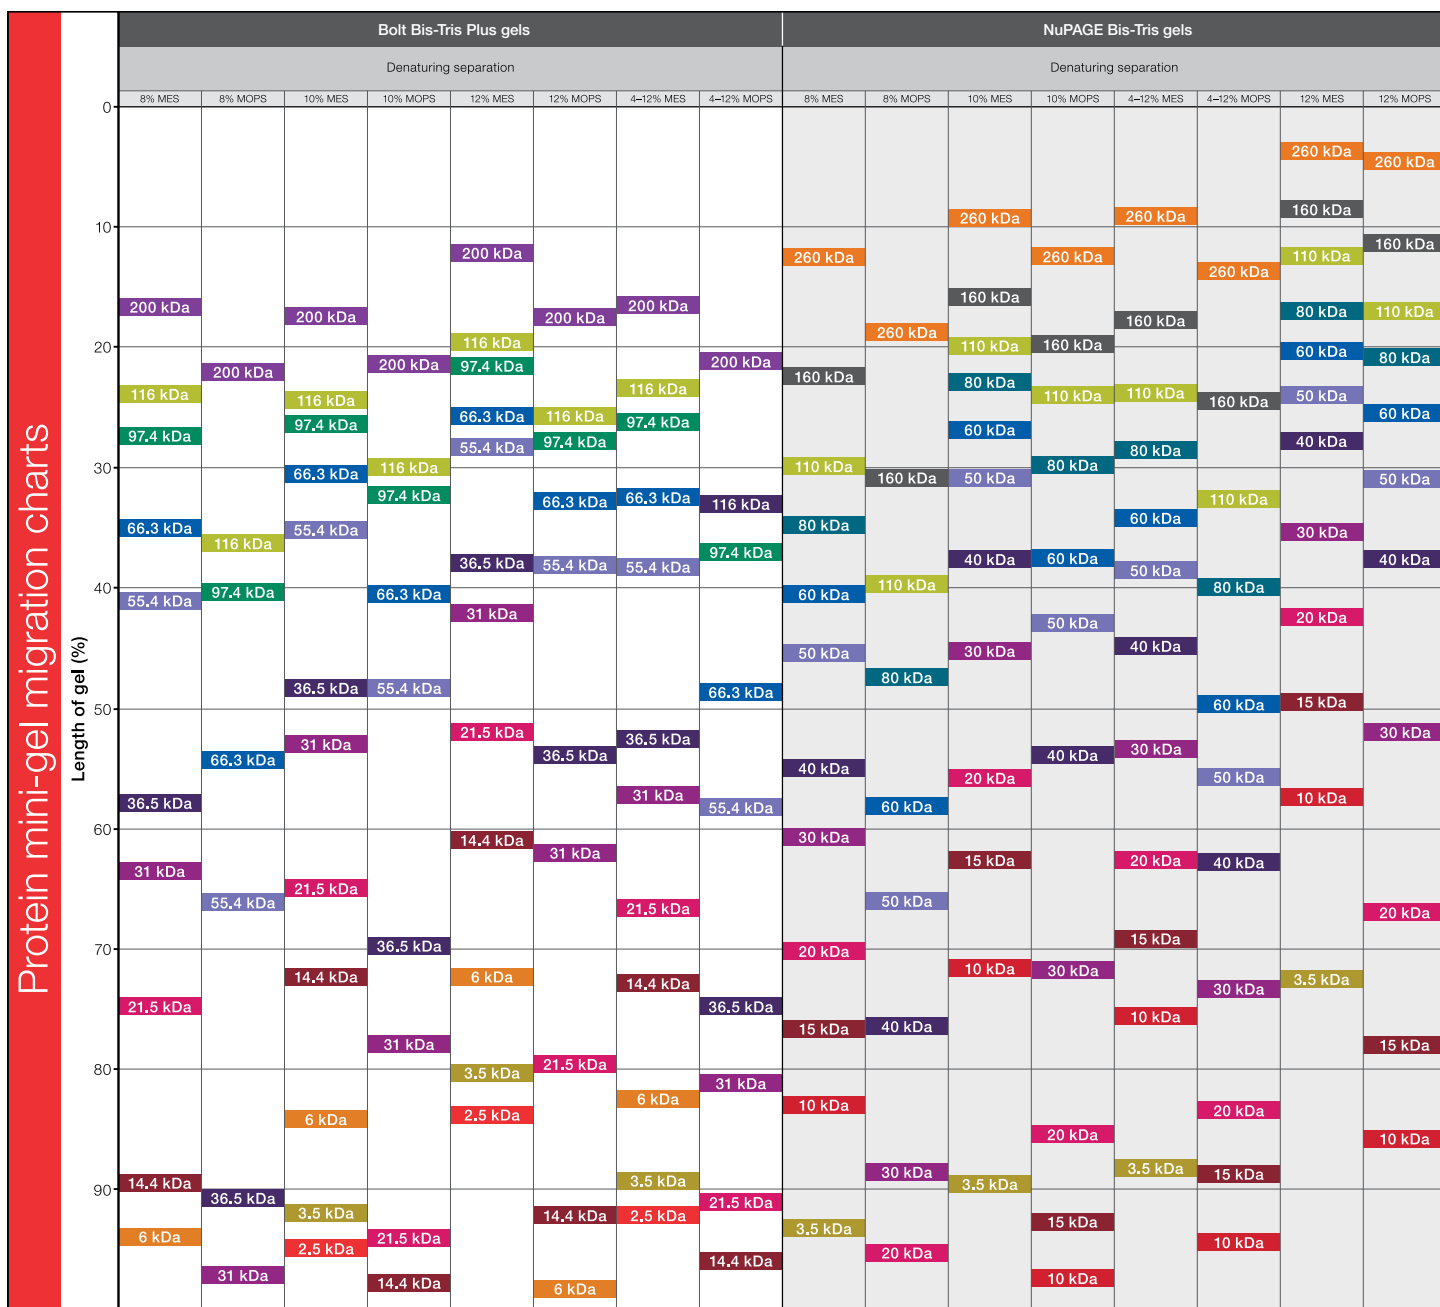 Protein mini-gel migration charts
Length of gel (%)
Bolt Bis-Tris Plus gels
NuPAGE Bis-Tris gels
Denaturing separation
Denaturing separation
8% MES
8% MOPS
10% MES
10% MOPS
12% MES
12% MOPS
4–12% MES
4–12% MOPS
8% MES
8% MOPS
10% MES
10% MOPS
4–12% MES
4–12% MOPS
12% MES
12% MOPS
0
10
20
30
40
50
60
70
80
90
200 kDa
116 kDa
97.4 kDa
66.3 kDa
55.4 kDa
36.5 kDa
31 kDa
21.5 kDa
14.4 kDa
6 kDa
200 kDa
116 kDa
97.4 kDa
66.3 kDa
55.4 kDa
36.5 kDa
31 kDa
200 kDa
116 kDa
97.4 kDa
66.3 kDa
55.4 kDa
36.5 kDa
31 kDa
21.5 kDa
14.4 kDa
6 kDa
3.5 kDa
2.5 kDa
200 kDa
116 kDa
97.4 kDa
66.3 kDa
55.4 kDa
36.5 kDa
31 kDa
21.5 kDa
14.4 kDa
200 kDa
116 kDa
97.4 kDa
66.3 kDa
55.4 kDa
36.5 kDa
31 kDa
21.5 kDa
14.4 kDa
6 kDa
3.5 kDa
2.5 kDa
200 kDa
116 kDa
97.4 kDa
66.3 kDa
55.4 kDa
36.5 kDa
31 kDa
21.5 kDa
14.4 kDa
6 kDa
200 kDa
116 kDa
97.4 kDa
66.3 kDa
55.4 kDa
36.5 kDa
31 kDa
21.5 kDa
14.4 kDa
6 kDa
3.5 kDa
2.5 kDa
200 kDa
116 kDa
97.4 kDa
66.3 kDa
55.4 kDa
36.5 kDa
31 kDa
21.5 kDa
14.4 kDa
260 kDa
160 kDa
110 kDa
80 kDa
60 kDa
50 kDa
40 kDa
30 kDa
20 kDa
15 kDa
10 kDa
3.5 kDa
260 kDa
160 kDa
110 kDa
80 kDa
60 kDa
50 kDa
40 kDa
30 kDa
20 kDa
260 kDa
160 kDa
110 kDa
80 kDa
60 kDa
50 kDa
40 kDa
30 kDa
20 kDa
15 kDa
10 kDa
3.5 kDa
260 kDa
160 kDa
110 kDa
80 kDa
60 kDa
50 kDa
40 kDa
30 kDa
20 kDa
15 kDa
10 kDa
260 kDa
160 kDa
110 kDa
80 kDa
60 kDa
50 kDa
40 kDa
30 kDa
20 kDa
15 kDa
10 kDa
3.5 kDa
260 kDa
160 kDa
110 kDa
80 kDa
60 kDa
50 kDa
40 kDa
30 kDa
20 kDa
15 kDa
10 kDa
260 kDa
160 kDa
110 kDa
80 kDa
60 kDa
50 kDa
40 kDa
30 kDa
20 kDa
15 kDa
10 kDa
3.5 kDa
260 kDa
160 kDa
110 kDa
80 kDa
60 kDa
50 kDa
40 kDa
30 kDa
20 kDa
15 kDa
10 kDa